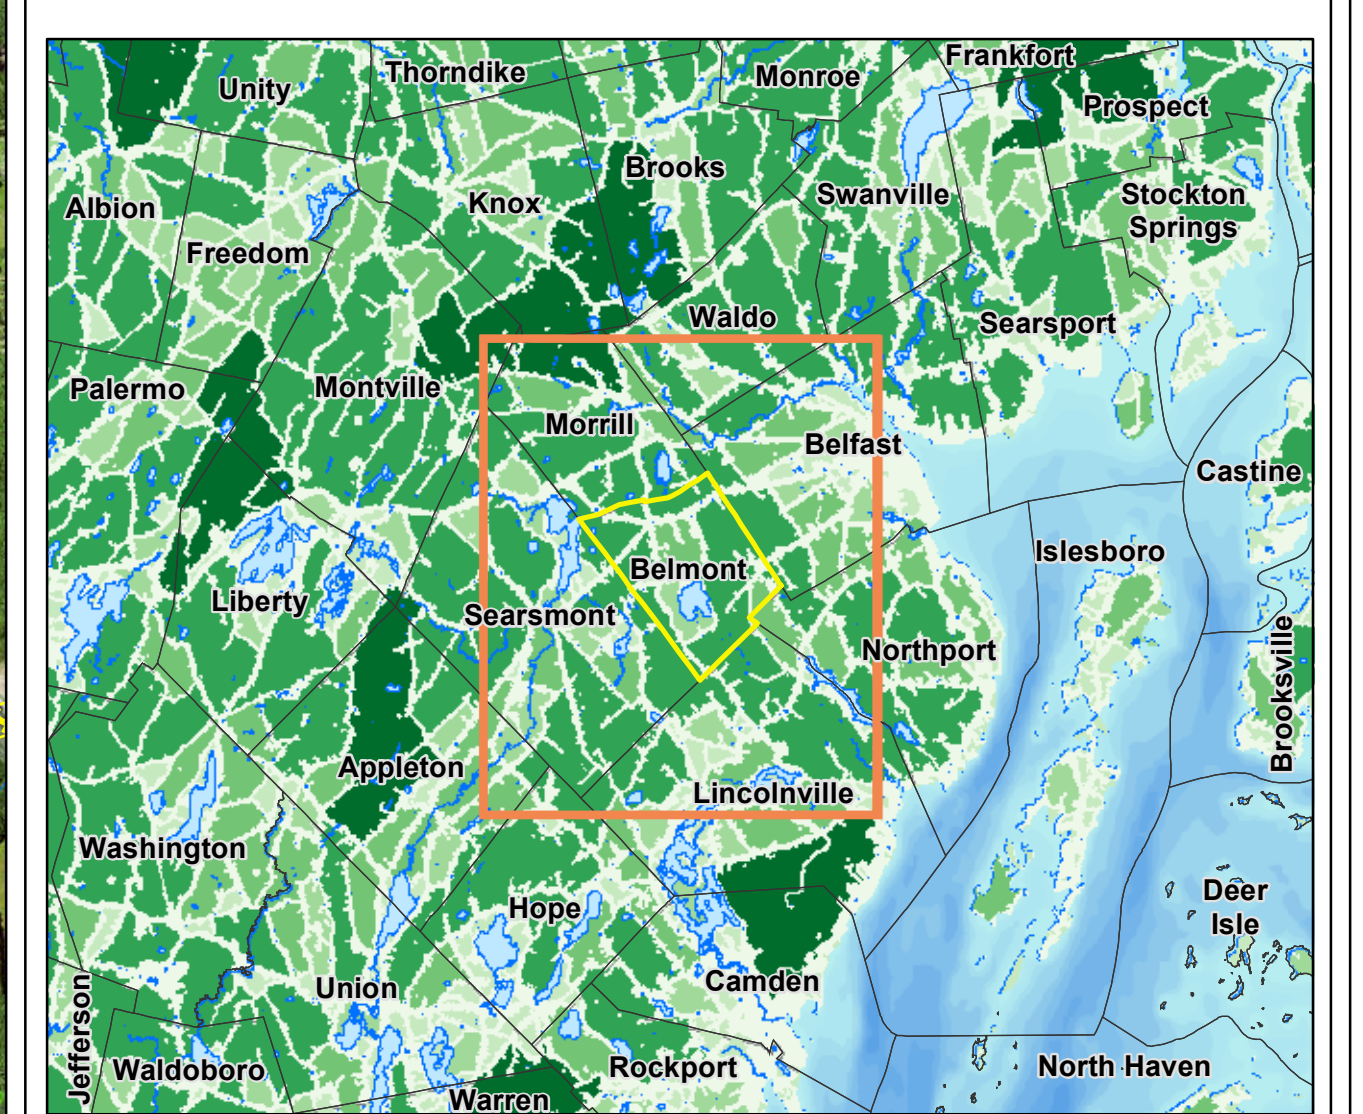 Frankfort
Thorndike
Monroe
Unity
Prospect
Brooks
Swanville
Stockton
Springs
Knox
Albion
Freedom
Waldo
Searsport
Palermo
Montville
Morrill
Belfast
Castine
Islesboro
Belmont
Liberty
Searsmont
Northport
Brooksville
Appleton
Lincolnville
Washington
Deer
Isle
Hope
Camden
Union
Jefferson
Waldoboro
Rockport
North Haven
Warren